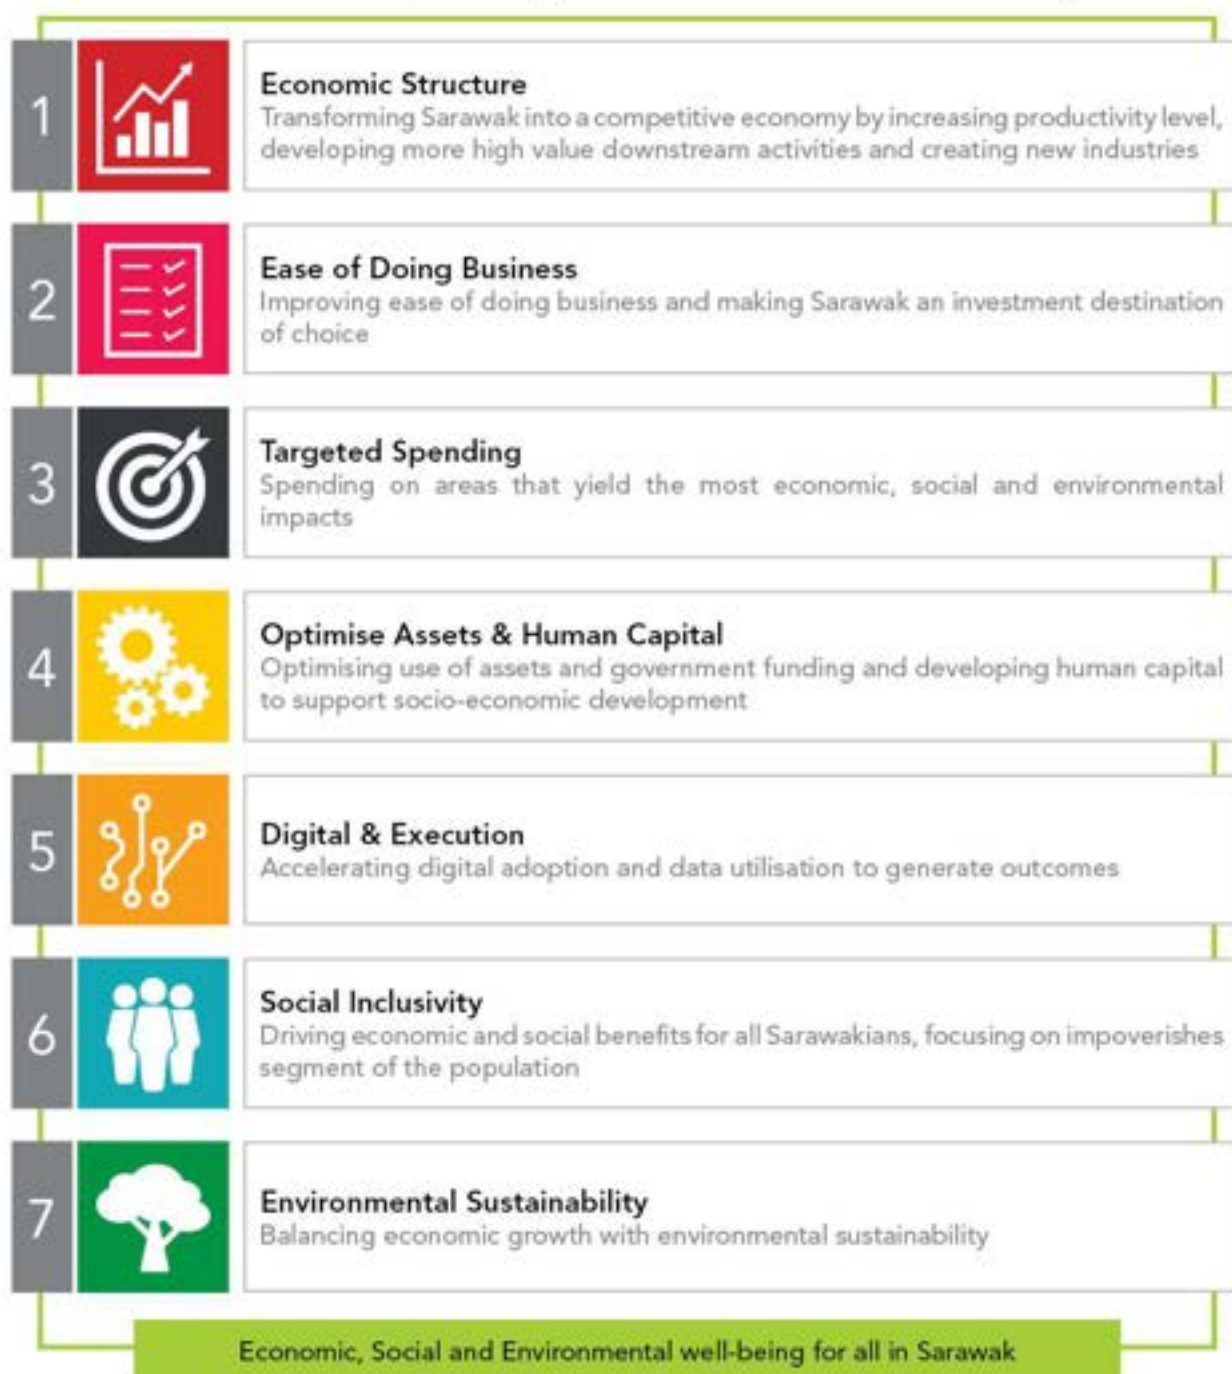 1
Economic Structure
Transforming Sarawak into a competitive economy by increasing productivity level,
developing more high value downstream activities and creating new industries
2
Ease of Doing Business
Improving ease of doing business and making Sarawak an investment destination
of choice
3
Targeted Spending
Spending on areas that yield the most economic, social and environmental
impacts
4
Optimise Assets & Human Capital
Optimising use of assets and government funding and developing human capital
to support socio-economic development
5
Digital & Execution
Accelerating digital adoption and data utilisation to generate outcomes
6
Social Inclusivity
Driving economic and social benefits for all Sarawakians, focusing on impoverishes
segment of the population
7
Environmental Sustainability
Balancing economic growth with environmental sustainability
Economic, Social and Environmental well-being for all in Sarawak